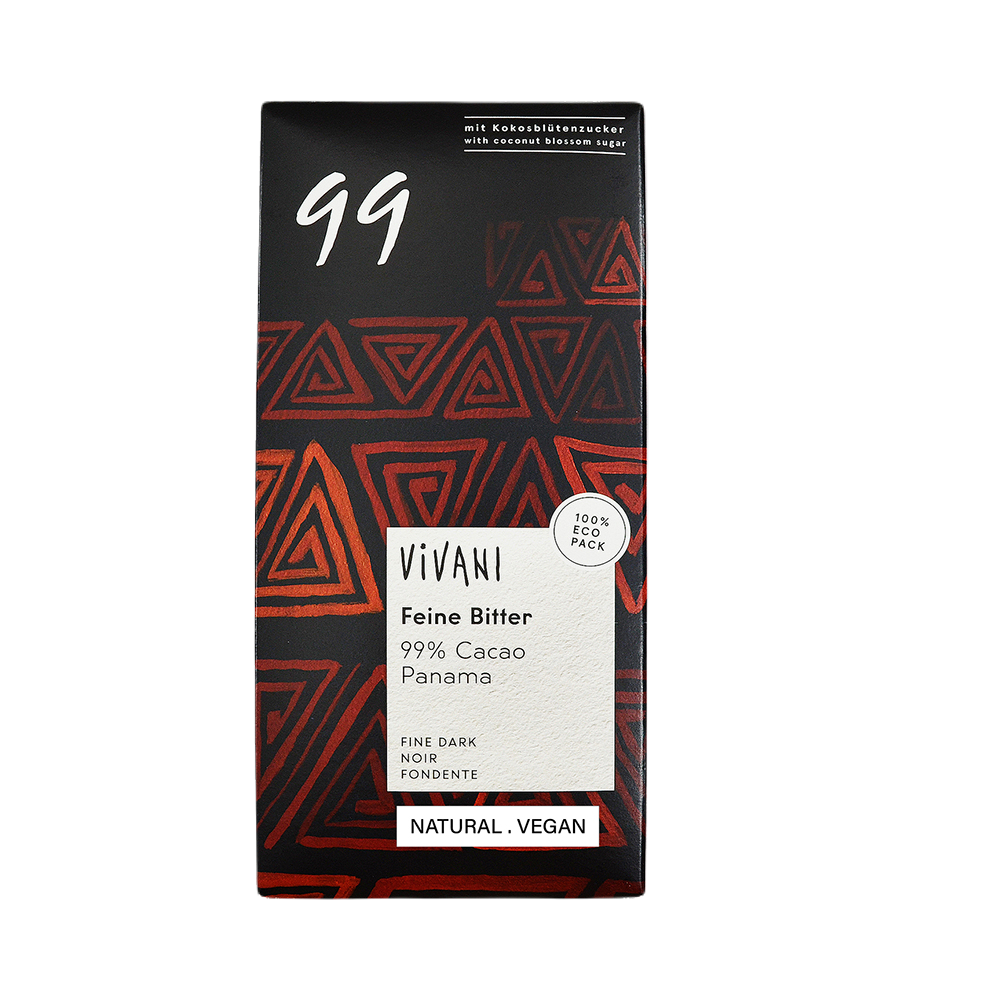 mit Kokosblütenzucker
with coconut blossom sugar
99
100%
ECO
PACK
ViVANI
Feine Bitter
99% Cacao
Panama
FINE DARK
NOIR
FONDENTE
NATURAL . VEGAN